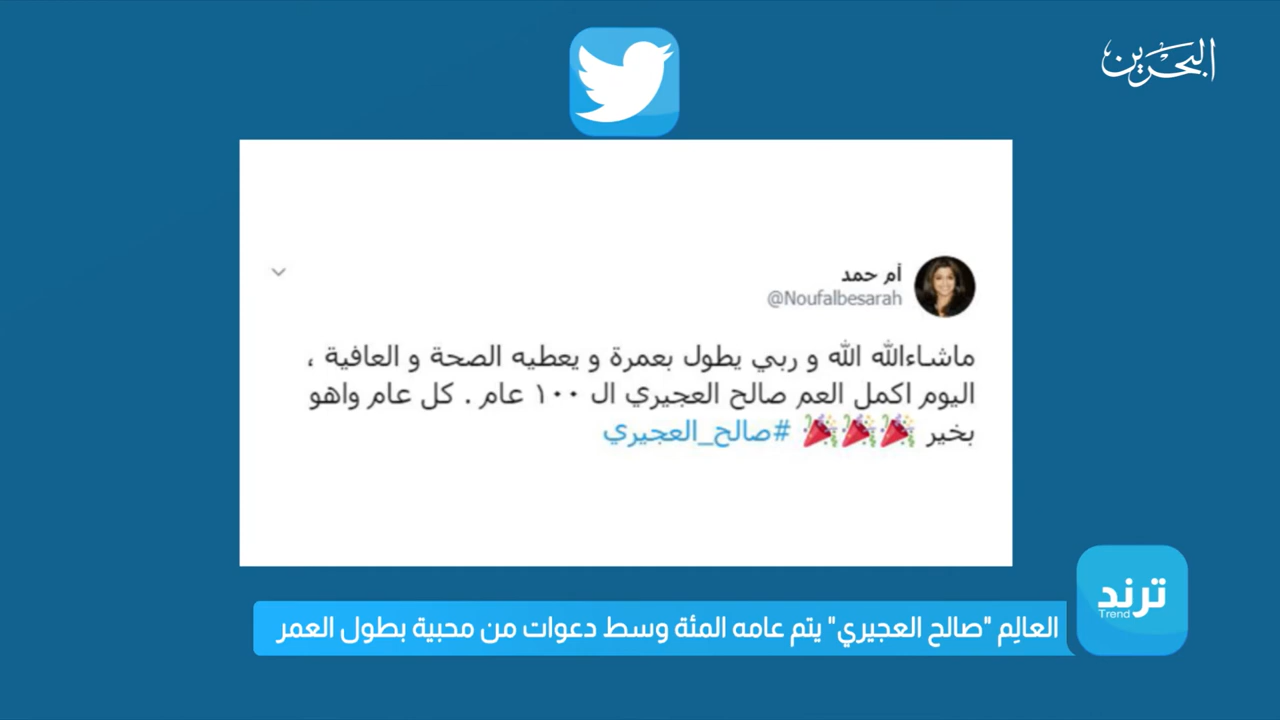 البحرين
أم حمد
@Noufalbesarah
ماشاءالله الله و ربي يطول بعمرة و يعطيه الصحة و العافية ،
اليوم اكمل العم صالح العجيري ال ١٠٠ عام . كل عام واهو
بخير 🎉🎉🎉 #صالح_العجيري
ترند
Trend
العالِم "صالح العجيري" يتم عامه المئة وسط دعوات من محبية بطول العمر